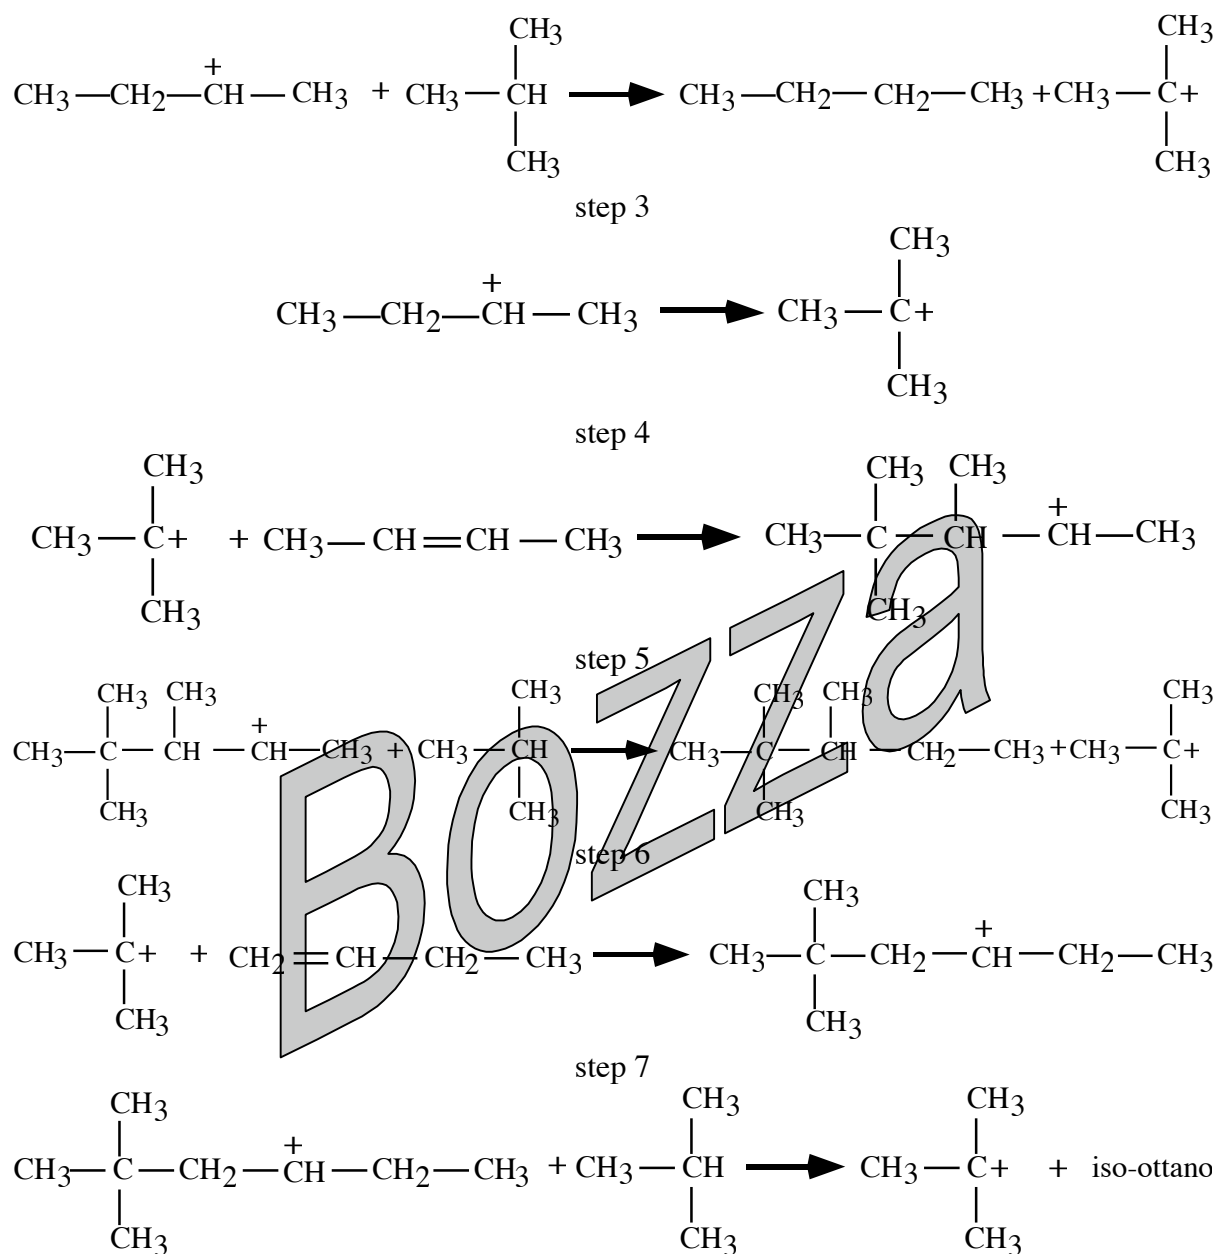 CH3
+
CH3 — CH2 — CH — CH3 + CH3 — CH → CH3 — CH2 — CH2 — CH3 + CH3 — C+
CH3 CH3
step 3
CH3
+
CH3 — CH2 — CH — CH3 → CH3 — C+
CH3
step 4
CH3 CH3 CH3
+
CH3 — C+ + CH3 — CH = CH — CH3 → CH3 — C — CH — CH — CH3
CH3 CH3
step 5
CH3 CH3 CH3 CH3 CH3 CH3
+
CH3 — C — CH — CH — CH3 + CH3 — CH → CH3 — C — CH — CH2 — CH3 + CH3 — C+
CH3 CH3 CH3 CH3
step 6
CH3 CH3
+
CH3 — C+ + CH2 = CH — CH2 — CH3 → CH3 — C — CH2 — CH — CH2 — CH3
CH3 CH3
step 7
CH3 CH3 CH3
+
CH3 — C — CH2 — CH — CH2 — CH3 + CH3 — CH → CH3 — C+ + iso-ottano
CH3 CH3 CH3
Bozza